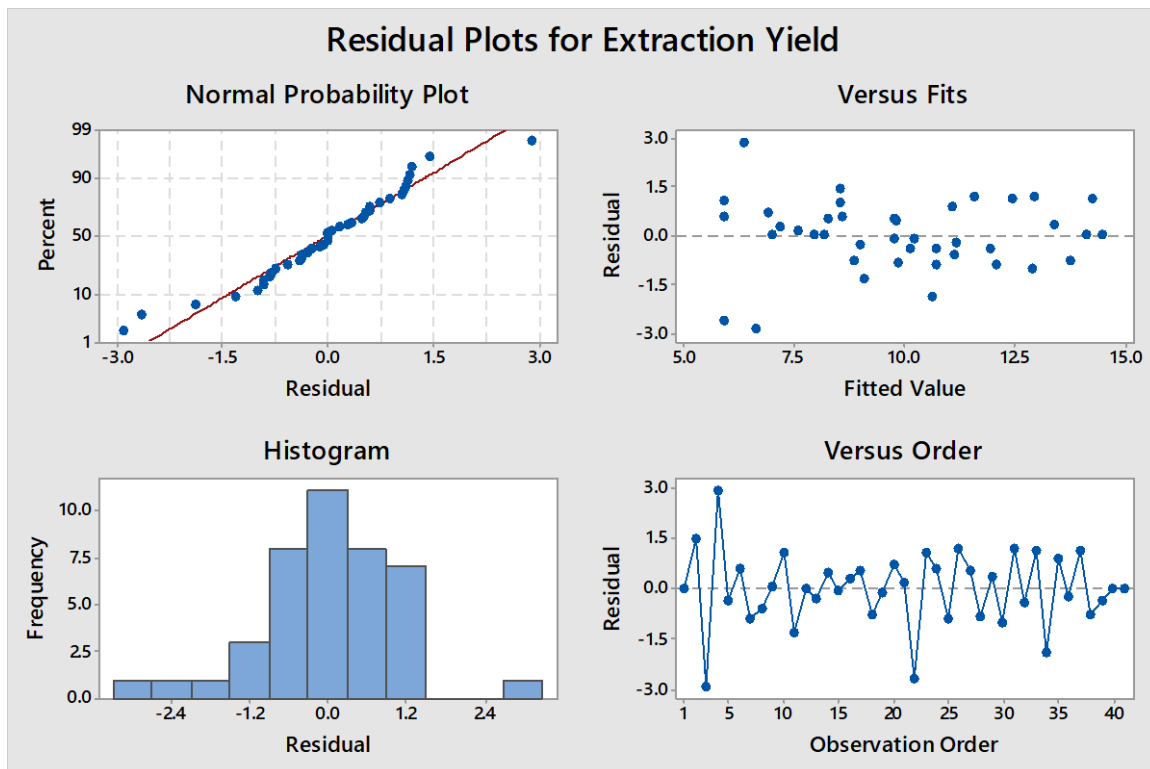 Residual Plots for Extraction Yield
Normal Probability Plot
Percent
99
90
50
10
1
-3.0 -1.5 0.0 1.5 3.0
Residual
Versus Fits
Residual
3.0
1.5
0.0
-1.5
-3.0
5.0 7.5 10.0 12.5 15.0
Fitted Value
Histogram
Frequency
10.0
7.5
5.0
2.5
0.0
-2.4 -1.2 0.0 1.2 2.4
Residual
Versus Order
Residual
3.0
1.5
0.0
-1.5
-3.0
1 5 10 15 20 25 30 35 40
Observation Order